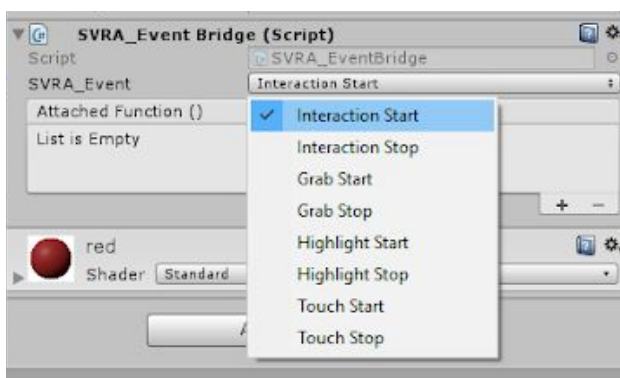 SVRA_Event Bridge (Script)
Script SVRA_EventBridge
SVRA_Event Interaction Start
Attached Function ()
List is Empty
Interaction Start
Interaction Stop
Grab Start
Grab Stop
Highlight Start
Highlight Stop
Touch Start
Touch Stop
+ −
red
Shader Standard